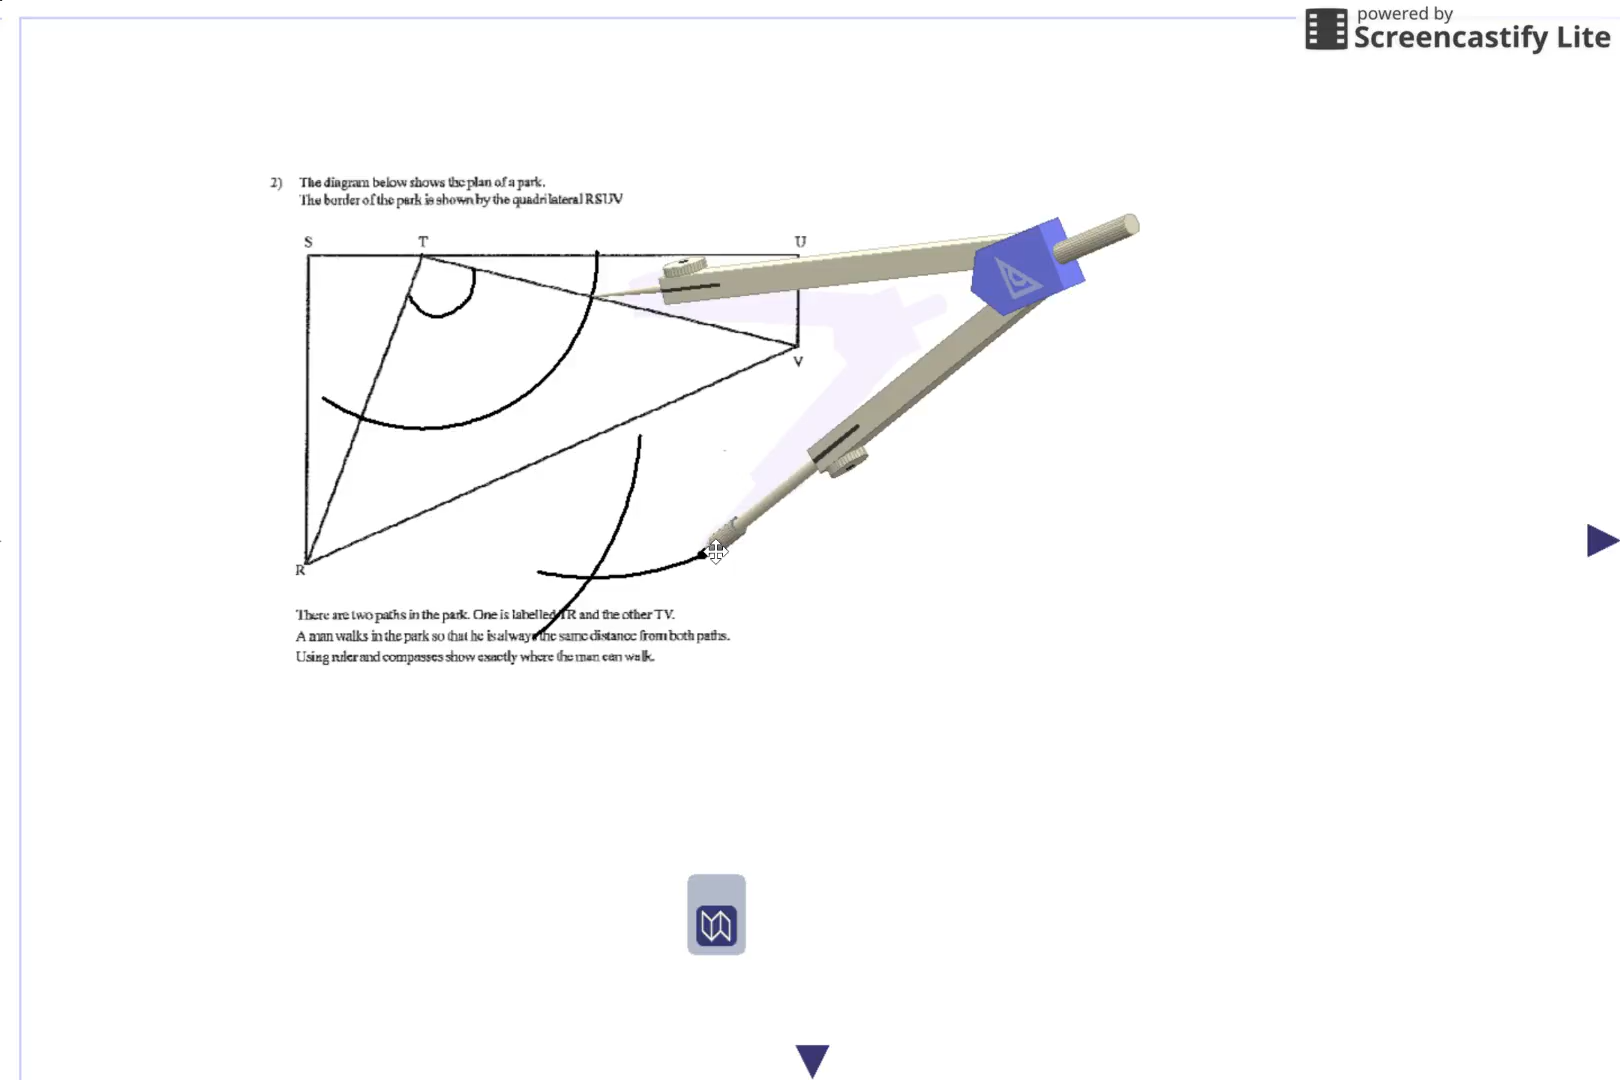 powered by
Screencastify Lite
2) The diagram below shows the plan of a park.
The border of the park is shown by the quadrilateral RSUV
S T U
V
R
There are two paths in the park. One is labelled TR and the other TV.
A man walks in the park so that he is always the same distance from both paths.
Using ruler and compasses show exactly where the man can walk.